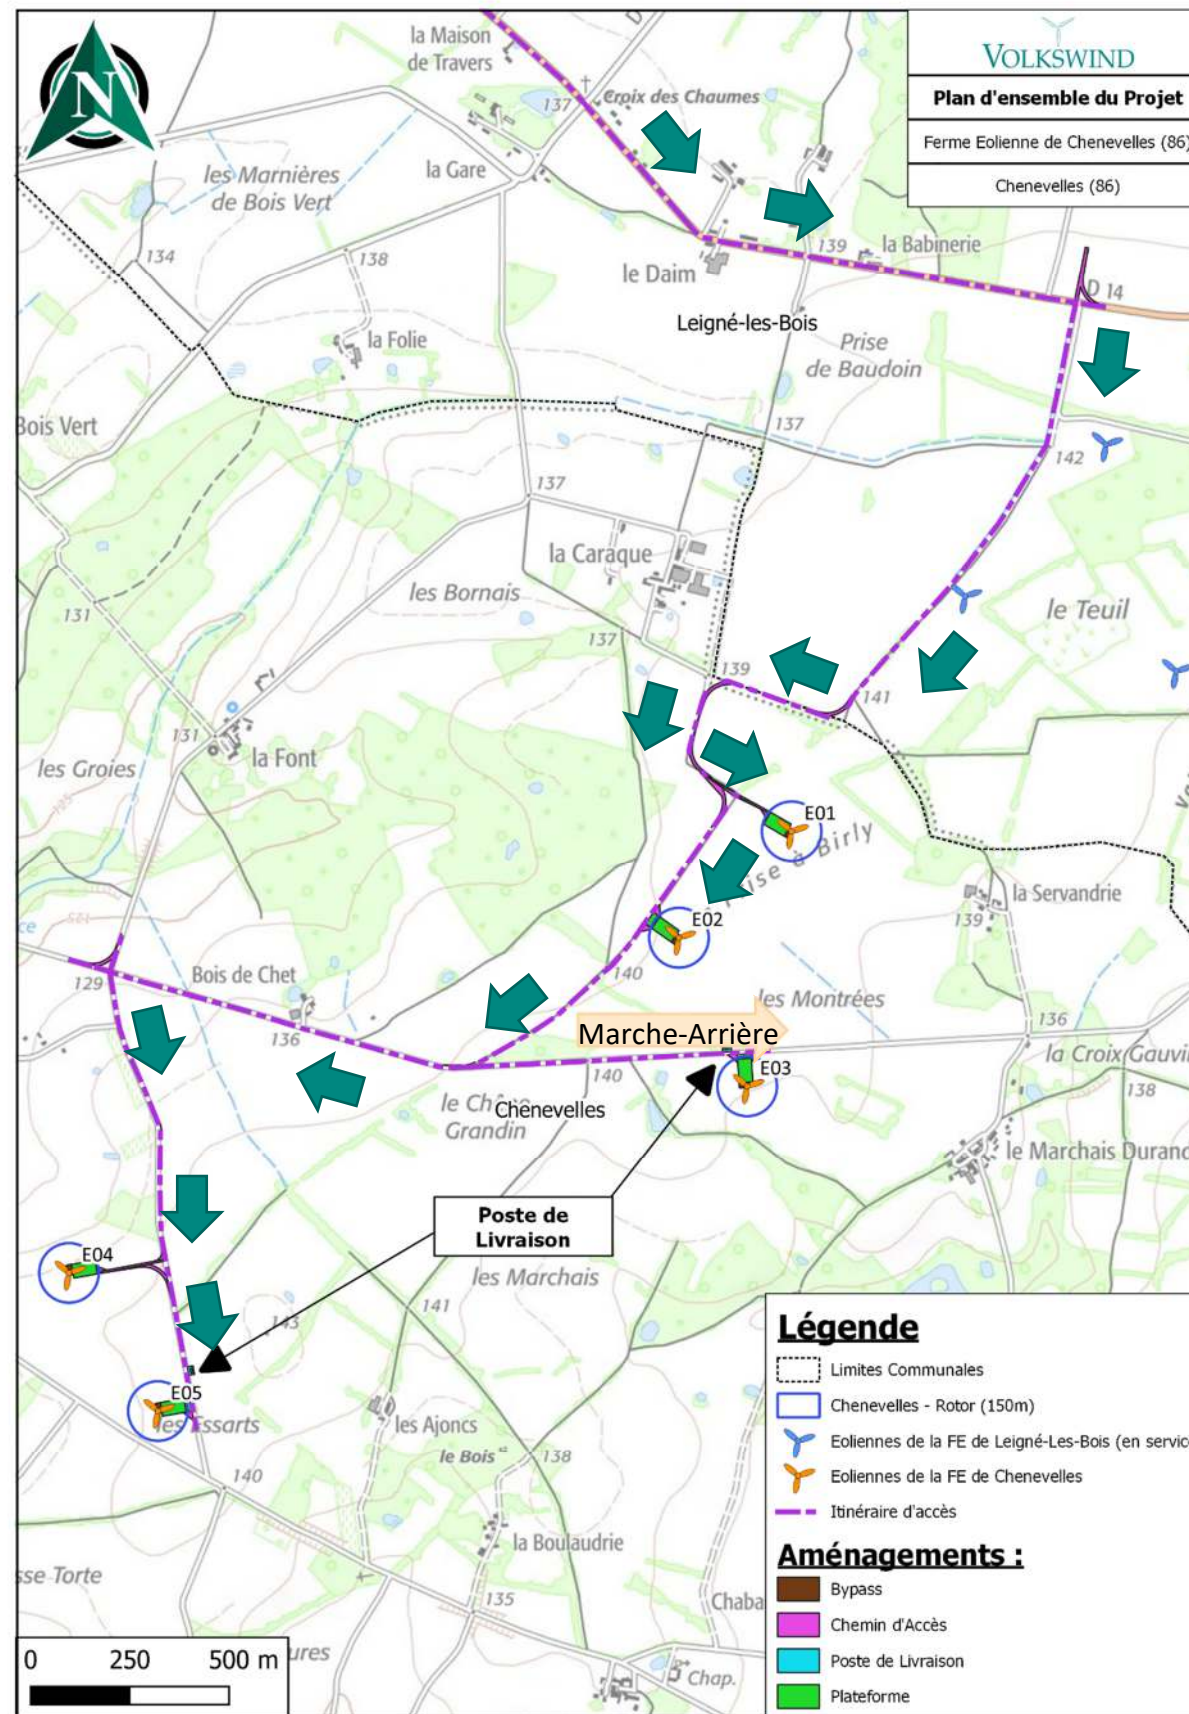 N
VOLKSWIND
Plan d'ensemble du Projet
Ferme Eolienne de Chenevelles (86)
Chenevelles (86)
la Maison
de Travers
D
137
Croix des Chaumes
la Gare
les Marnières
de Bois Vert
134
138
le Daim
139
la Babinerie
D 14
la Folie
Leigné-les-Bois
Prise
de Baudoin
Bois Vert
137
142
137
la Caraque
les Bornais
131
137
le Teuil
139
141
131
la Font
les Groies
E01
à Birly
la Servandrie
139
E02
140
Bois de Chet
129
136
les Montrées
Marche-Arrière
136
la Croix Gauvi
E03
140
138
le Chêne
Grandin
Chenevelles
le Marchais Durand
Poste de
Livraison
E04
les Marchais
141
143
E05
les Essarts
les Ajoncs
le Bois
138
140
la Boulaudrie
sse Torte
135
Chaba
ures
Chap.
0 250 500 m
Légende
Limites Communales
Chenevelles - Rotor (150m)
Eoliennes de la FE de Leigné-Les-Bois (en servic
Eoliennes de la FE de Chenevelles
Itinéraire d'accès
Aménagements :
Bypass
Chemin d'Accès
Poste de Livraison
Plateforme